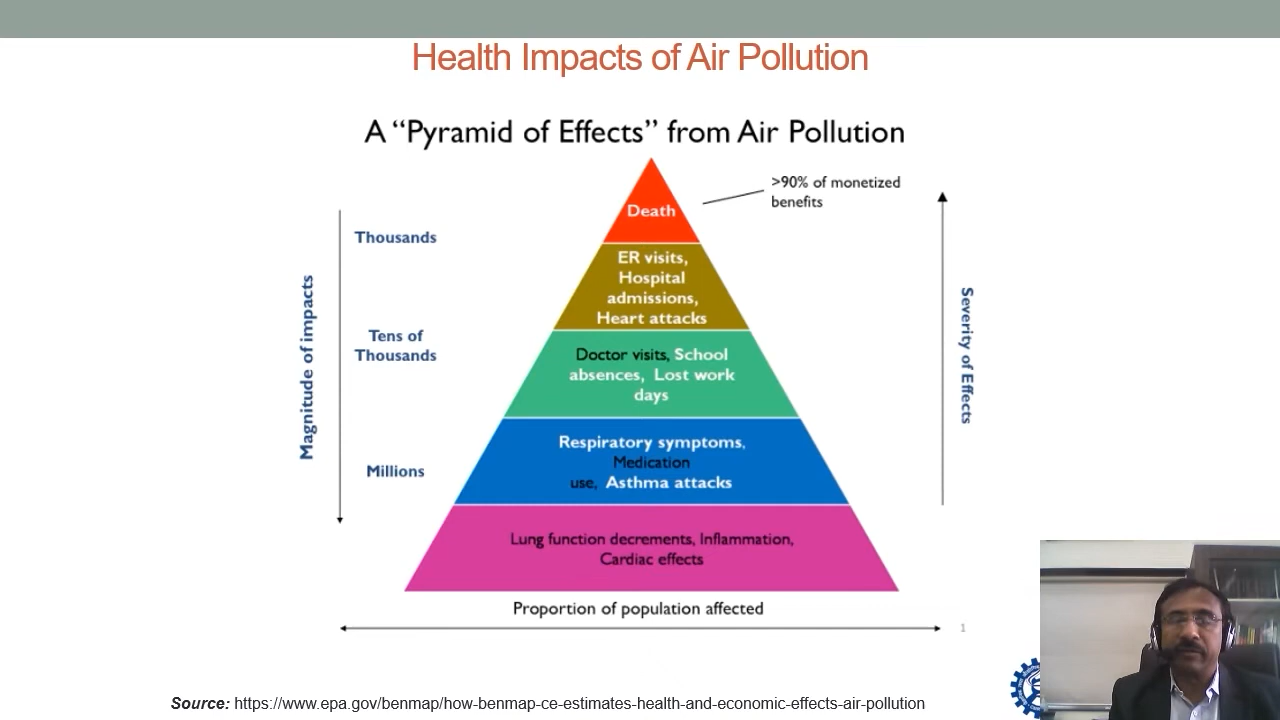 Health Impacts of Air Pollution
A “Pyramid of Effects” from Air Pollution
>90% of monetized
benefits
Death
Thousands
ER visits,
Hospital
admissions,
Heart attacks
Magnitude of impacts
Severity of Effects
Tens of
Thousands
Doctor visits, School
absences, Lost work
days
Millions
Respiratory symptoms,
Medication
use, Asthma attacks
Lung function decrements, Inflammation,
Cardiac effects
Proportion of population affected
1
Source: https://www.epa.gov/benmap/how-benmap-ce-estimates-health-and-economic-effects-air-pollution